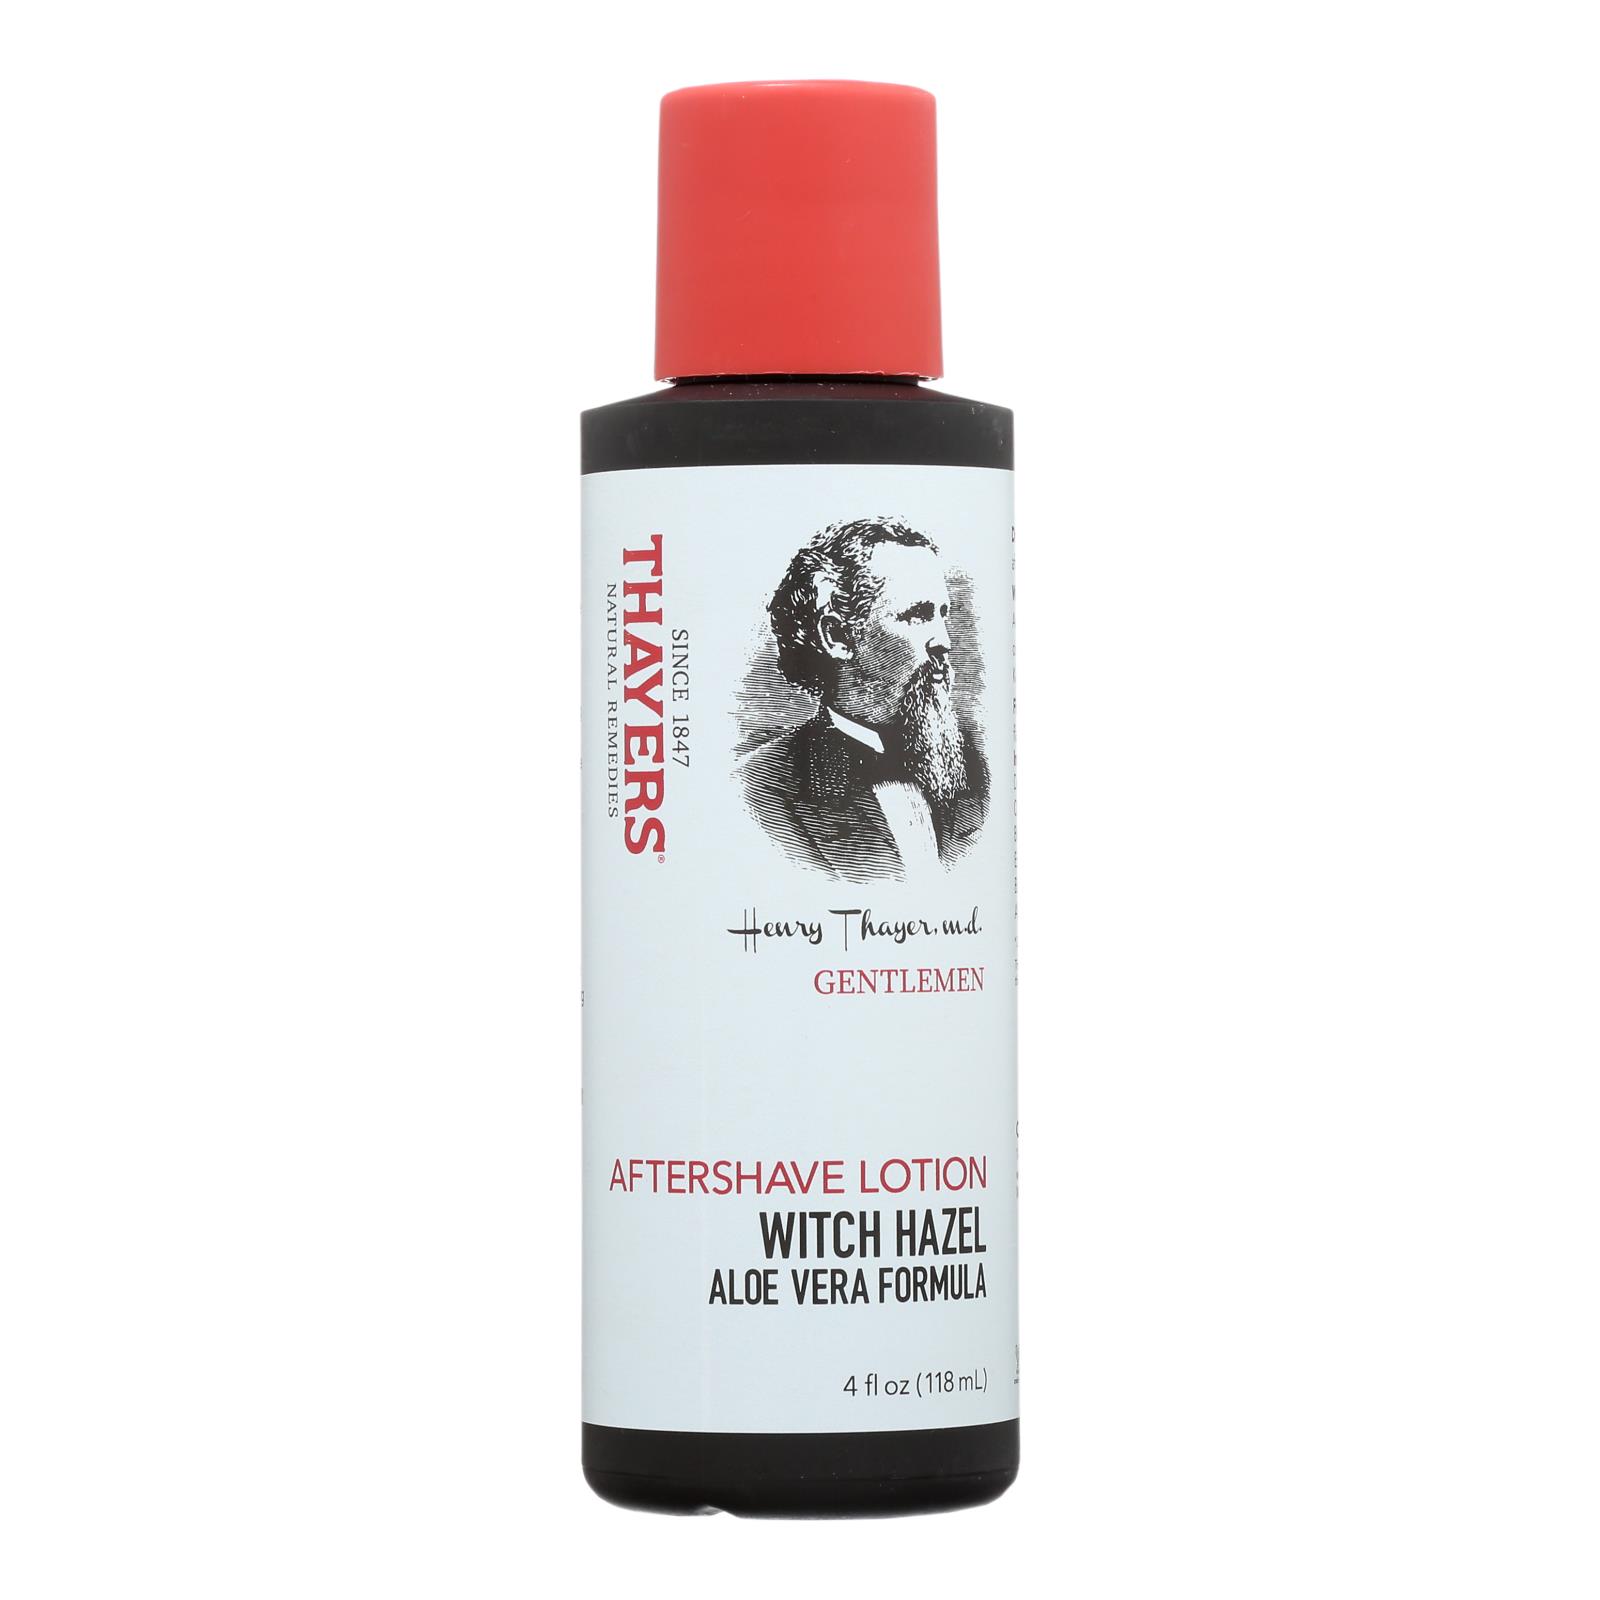 SINCE 1847
THAYERS®
NATURAL REMEDIES
Henry Thayer, m.d.
GENTLEMEN
AFTERSHAVE LOTION
WITCH HAZEL
ALOE VERA FORMULA
4 fl oz (118 mL)